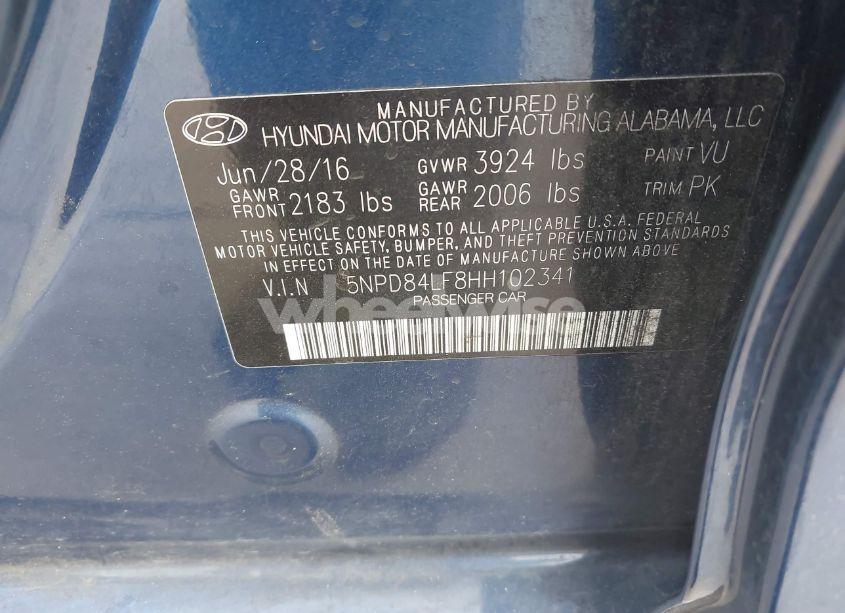 MANUFACTURED BY
HYUNDAI MOTOR MANUFACTURING ALABAMA, LLC
Jun/28/16 GVWR 3924 lbs PAINT VU
GAWR FRONT 2183 lbs GAWR REAR 2006 lbs TRIM PK
THIS VEHICLE CONFORMS TO ALL APPLICABLE U.S.A. FEDERAL
MOTOR VEHICLE SAFETY, BUMPER, AND THEFT PREVENTION STANDARDS
IN EFFECT ON THE DATE OF MANUFACTURE SHOWN ABOVE
V.I.N 5NPD84LF8HH102341
wheelwise
PASSENGER CAR